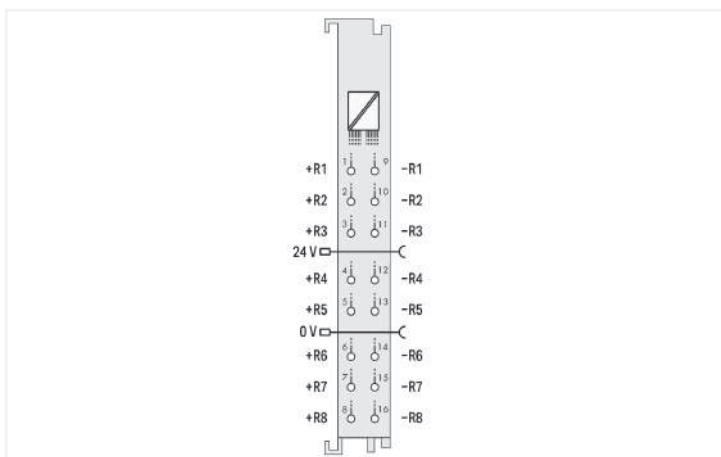 +R1 1 9 -R1
+R2 2 10 -R2
+R3 3 11 -R3
24 V
+R4 4 12 -R4
+R5 5 13 -R5
0 V
+R6 6 14 -R6
+R7 7 15 -R7
+R8 8 16 -R8